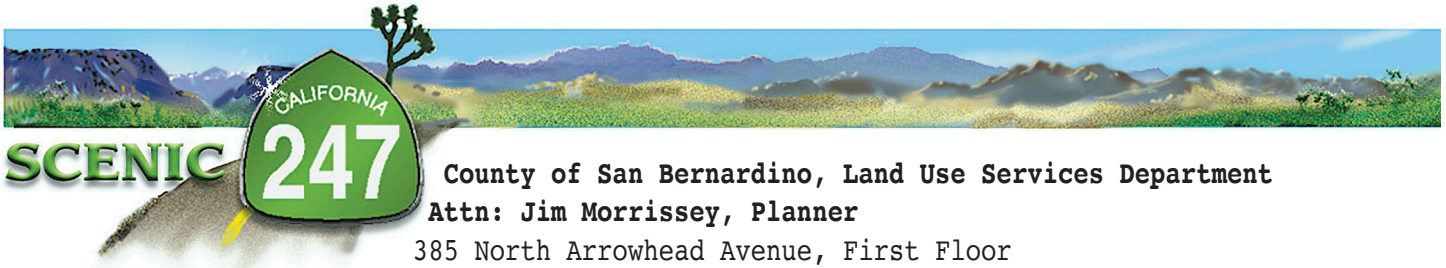 CALIFORNIA
247
SCENIC
County of San Bernardino, Land Use Services Department
Attn: Jim Morrissey, Planner
385 North Arrowhead Avenue, First Floor